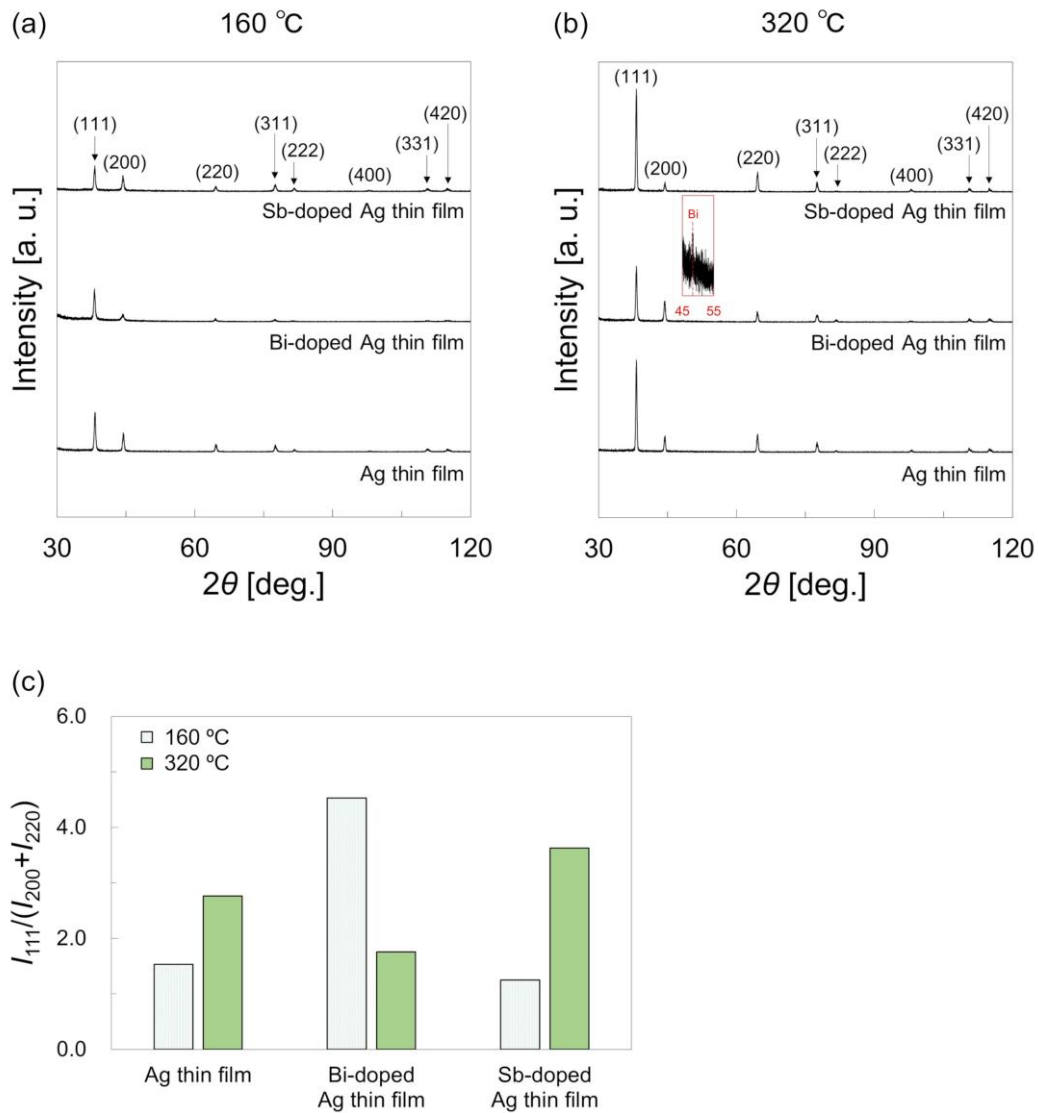 (a)
160 °C
(111)
(200)
(220)
(311)
(222)
(400)
(331)
(420)
Sb-doped Ag thin film
Bi-doped Ag thin film
Ag thin film
Intensity [a. u.]
30
60
90
120
2θ [deg.]
(b)
320 °C
(111)
(200)
(220)
(311)
(222)
(400)
(331)
(420)
Sb-doped Ag thin film
Bi
45
55
Bi-doped Ag thin film
Ag thin film
Intensity [a. u.]
30
60
90
120
2θ [deg.]
(c)
6.0
4.0
2.0
0.0
I111/(I200+I220)
160 ºC
320 ºC
Ag thin film
Bi-doped
Ag thin film
Sb-doped
Ag thin film